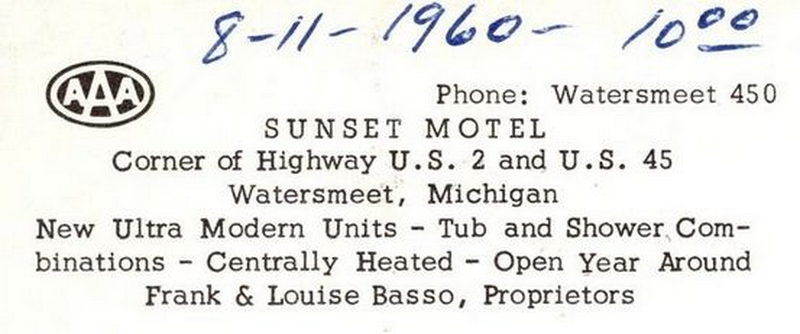 8-11-1960- 10 00
AAA
Phone: Watersmeet 450
SUNSET MOTEL
Corner of Highway U.S. 2 and U.S. 45
Watersmeet, Michigan
New Ultra Modern Units - Tub and Shower Com-
binations - Centrally Heated - Open Year Around
Frank & Louise Basso, Proprietors